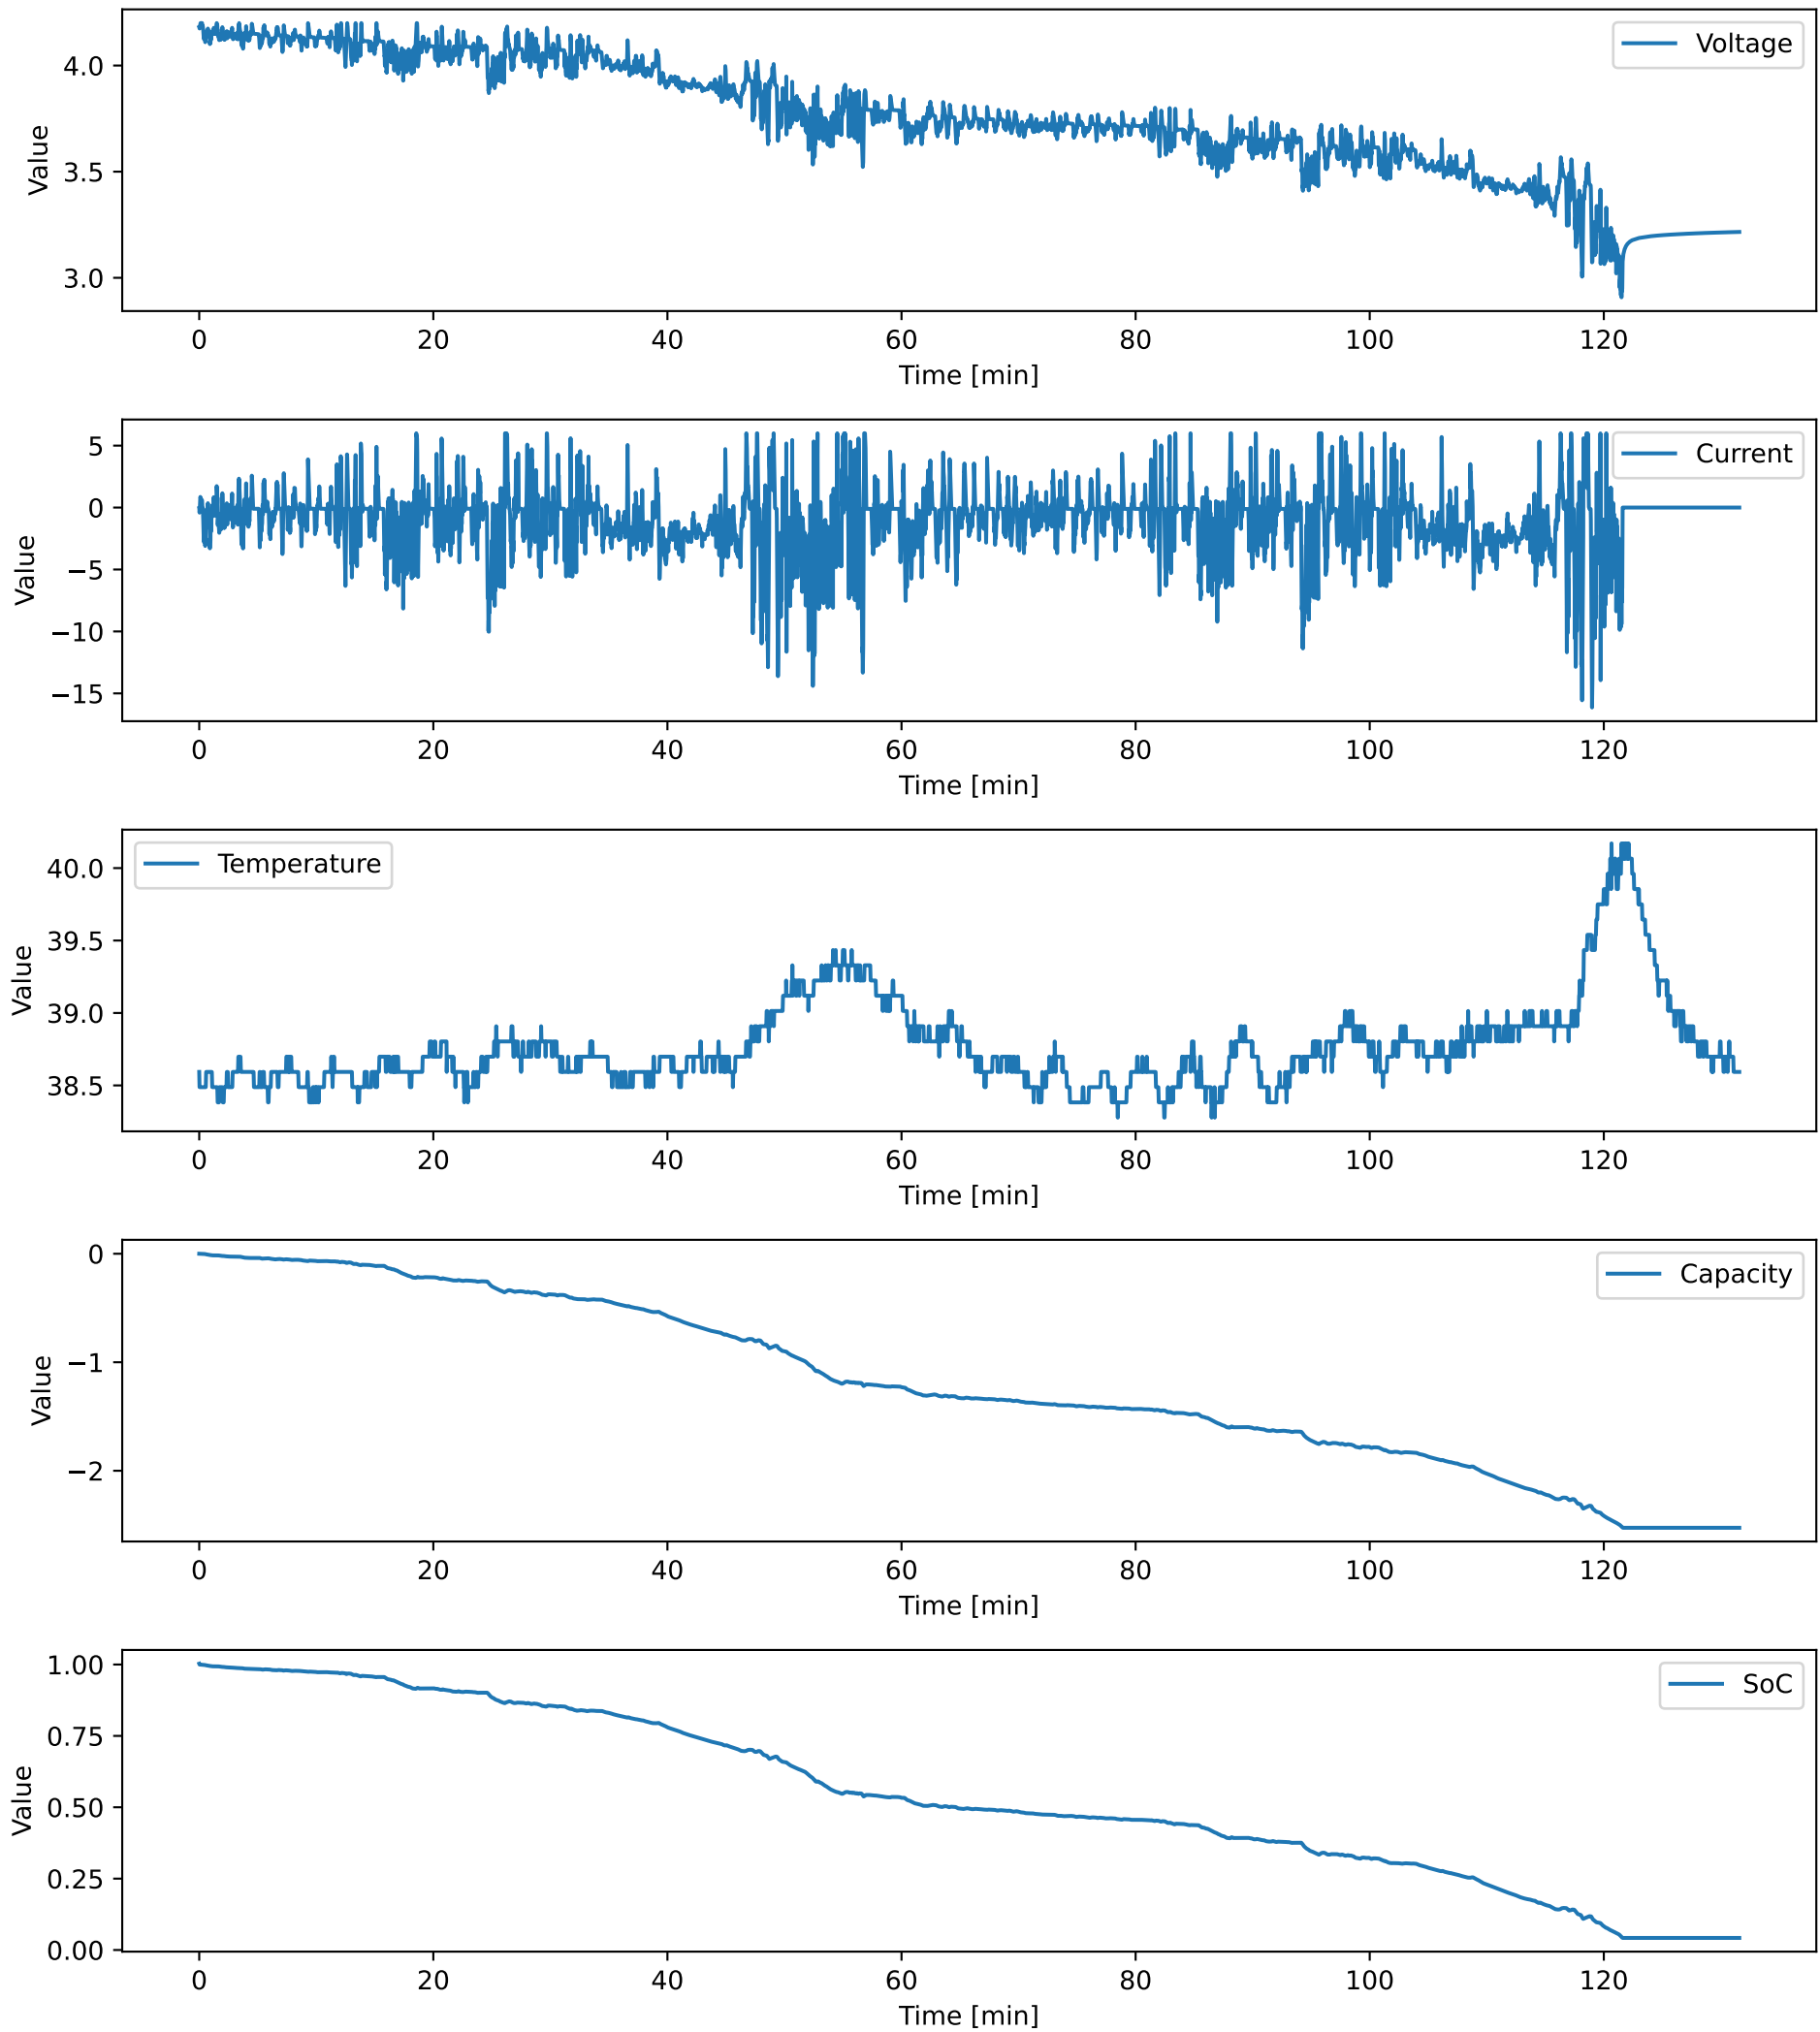 Voltage
4.0
3.5
3.0
Value
0 20 40 60 80 100 120
Time [min]
Current
5
0
−5
−10
−15
Value
0 20 40 60 80 100 120
Time [min]
Temperature
40.0
39.5
39.0
38.5
Value
0 20 40 60 80 100 120
Time [min]
Capacity
0
−1
−2
Value
0 20 40 60 80 100 120
Time [min]
SoC
1.00
0.75
0.50
0.25
0.00
Value
0 20 40 60 80 100 120
Time [min]